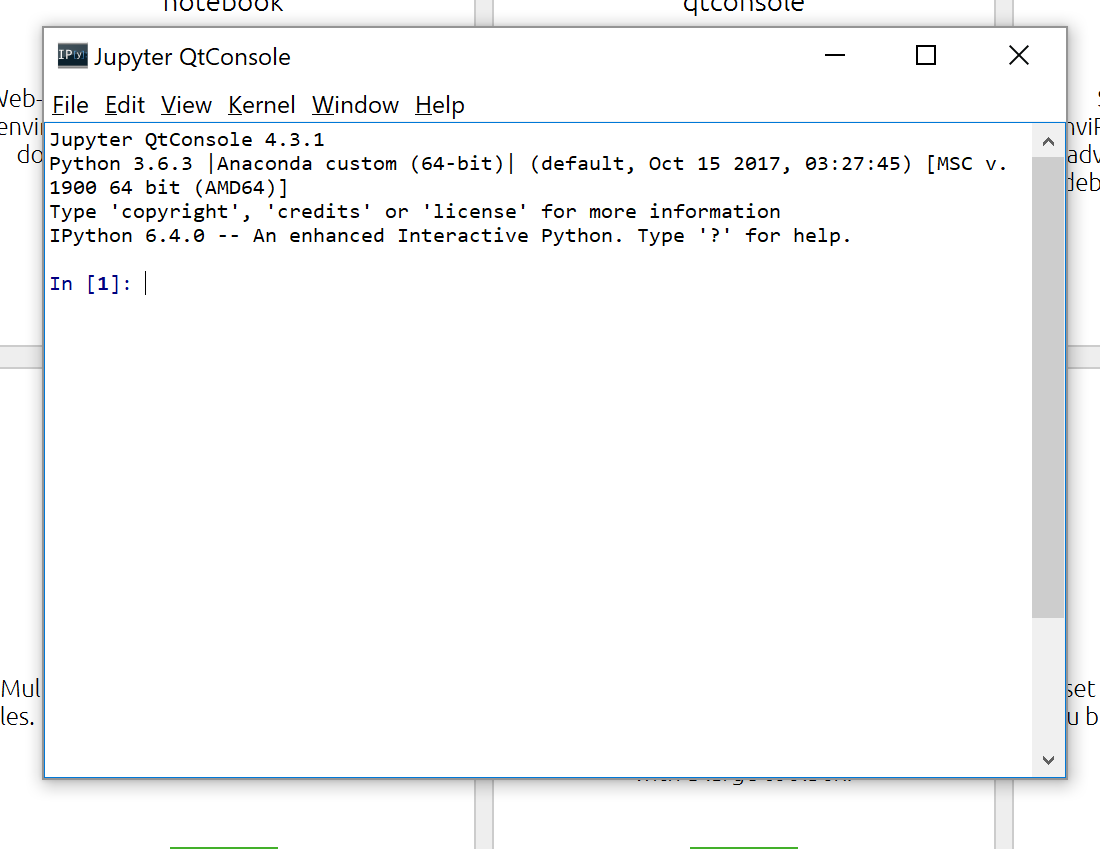 notebook
qtconsole
Jupyter QtConsole
File Edit View Kernel Window Help
Jupyter QtConsole 4.3.1
Python 3.6.3 |Anaconda custom (64-bit)| (default, Oct 15 2017, 03:27:45) [MSC v.
1900 64 bit (AMD64)]
Type 'copyright', 'credits' or 'license' for more information
IPython 6.4.0 -- An enhanced Interactive Python. Type '?' for help.
In [1]:
Web-
envi
do
nviP
adv
deb
Mul
les.
set
u b